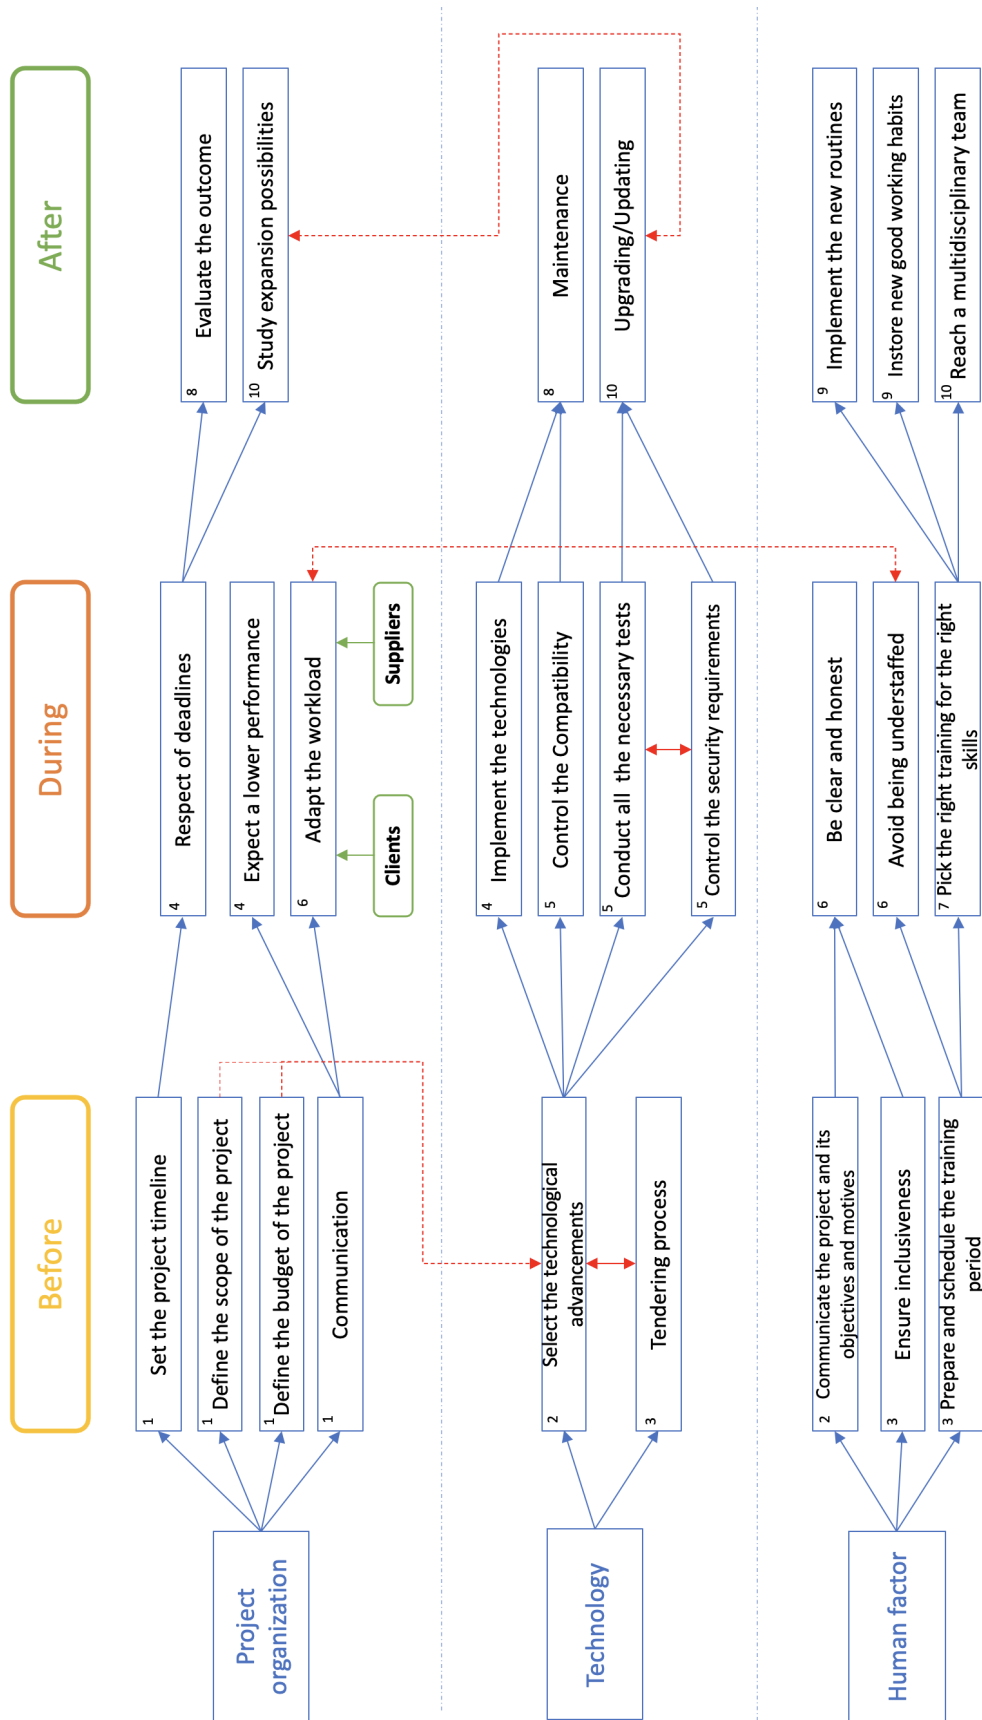 Before
During
After
Project
organization
1
Set the project timeline
1
Define the scope of the project
1
Define the budget of the project
1
Communication
4
Respect of deadlines
4
Expect a lower performance
6
Adapt the workload
Clients
Suppliers
8
Evaluate the outcome
10
Study expansion possibilities
Technology
2
Select the technological
advancements
3
Tendering process
4
Implement the technologies
5
Control the Compatibility
5
Conduct all the necessary tests
5
Control the security requirements
8
Maintenance
10
Upgrading/Updating
Human factor
2
Communicate the project and its
objectives and motives
3
Ensure inclusiveness
3
Prepare and schedule the training
period
6
Be clear and honest
6
Avoid being understaffed
7
Pick the right training for the right
skills
9
Implement the new routines
9
Instore new good working habits
10
Reach a multidisciplinary team